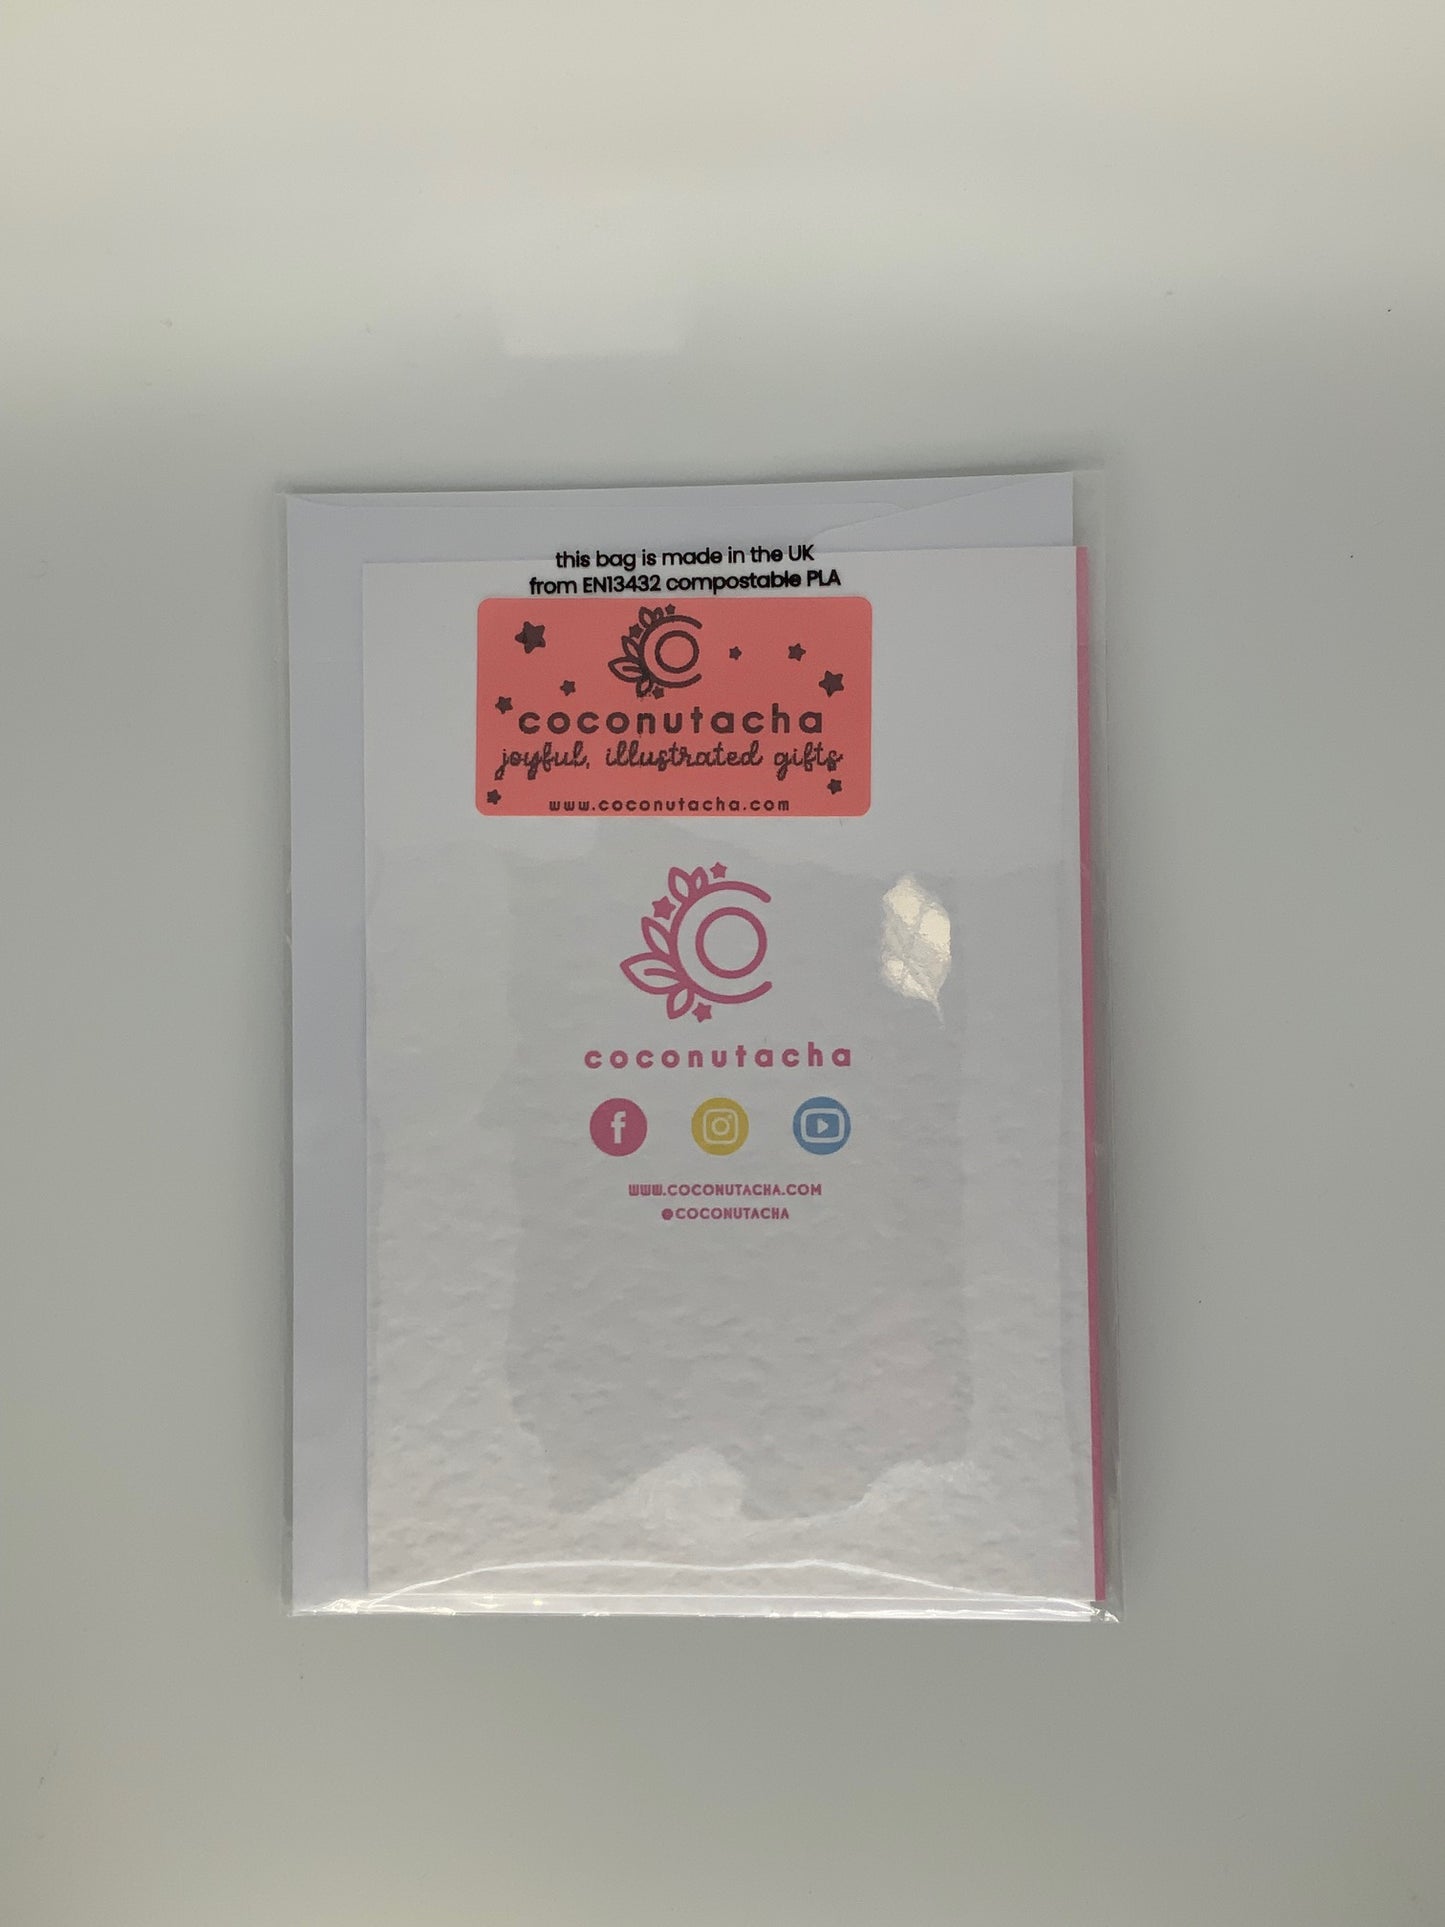 this bag is made in the UK
from EN13432 compostable PLA
coconutacha
joyful, illustrated gifts
www.coconutacha.com
coconutacha
WWW.COCONUTACHA.COM
@COCONUTACHA